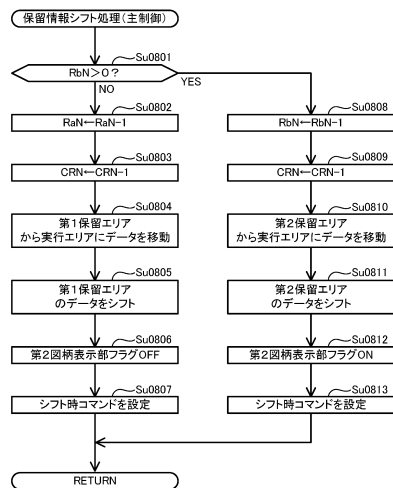 保留情報シフト処理(主制御)
Su0801
RbN＞0？
NO
YES
Su0802
RaN←RaN-1
Su0803
CRN←CRN-1
Su0804
第1保留エリア
から実行エリアにデータを移動
Su0805
第1保留エリア
のデータをシフト
Su0806
第2図柄表示部フラグOFF
Su0807
シフト時コマンドを設定
Su0808
RbN←RbN-1
Su0809
CRN←CRN-1
Su0810
第2保留エリア
から実行エリアにデータを移動
Su0811
第2保留エリア
のデータをシフト
Su0812
第2図柄表示部フラグON
Su0813
シフト時コマンドを設定
RETURN